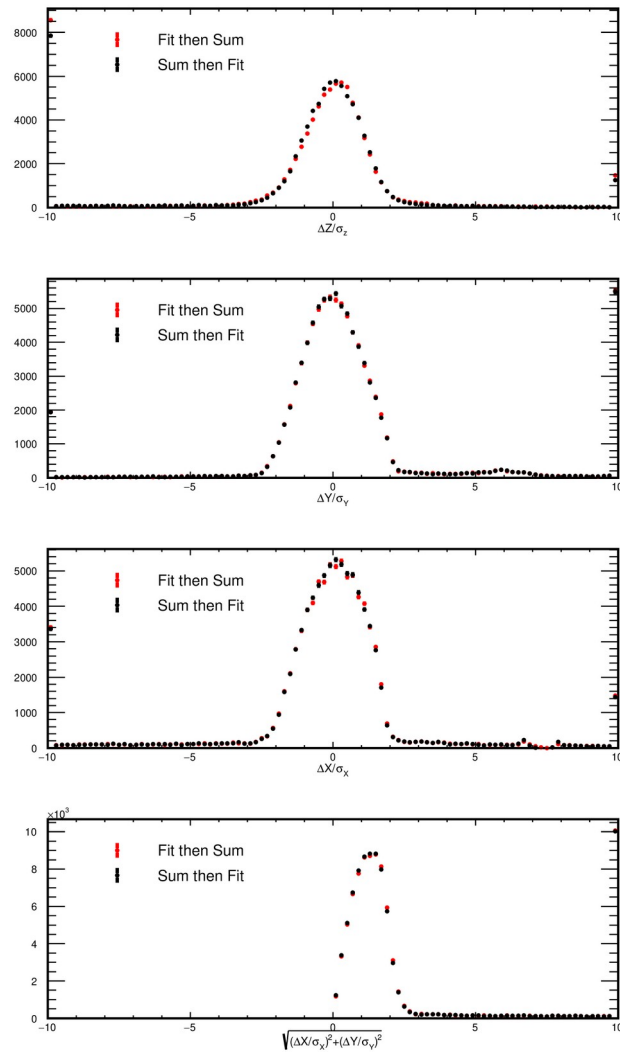 8000
6000
4000
2000
0
Fit then Sum
Sum then Fit
−10 −5 0 5 10
ΔZ/σz
5000
4000
3000
2000
1000
0
Fit then Sum
Sum then Fit
−10 −5 0 5 10
ΔY/σY
5000
4000
3000
2000
1000
0
Fit then Sum
Sum then Fit
−10 −5 0 5 10
ΔX/σX
×10³
10
8
6
4
2
0
Fit then Sum
Sum then Fit
−10 −5 0 5 10
√(ΔX/σX)²+(ΔY/σY)²